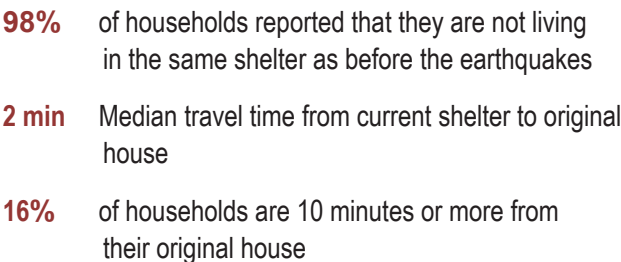 98% of households reported that they are not living
in the same shelter as before the earthquakes
2 min Median travel time from current shelter to original
house
16% of households are 10 minutes or more from
their original house